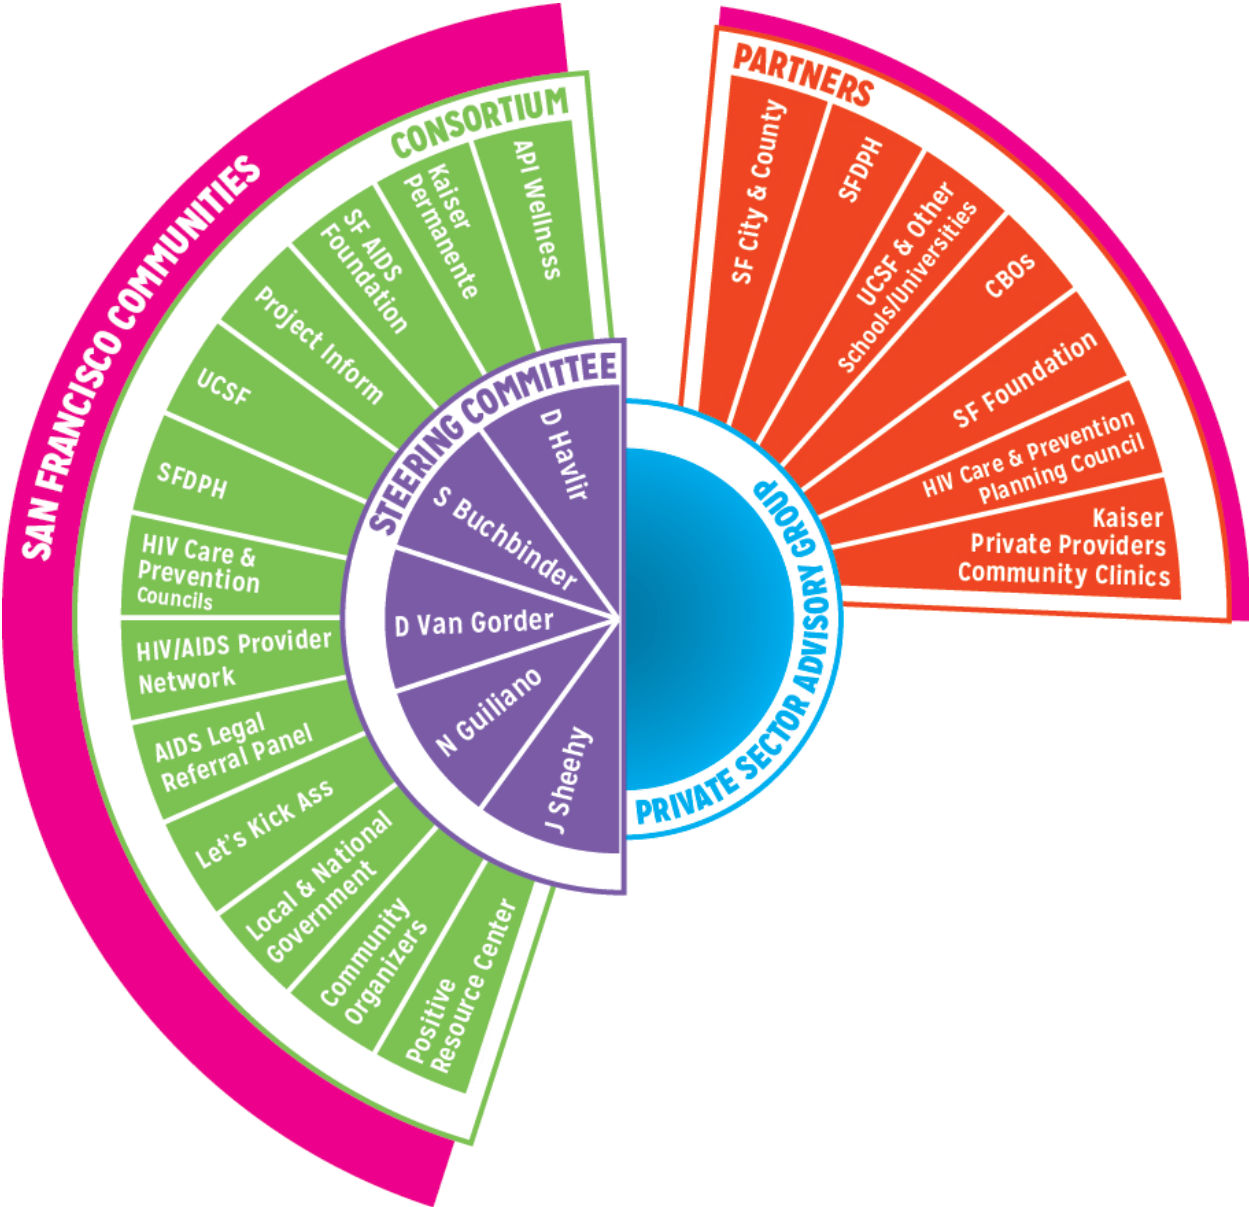 SAN FRANCISCO COMMUNITIES
CONSORTIUM
API Wellness
Kaiser
Permanente
SF AIDS
Foundation
Project Inform
UCSF
SFDPH
HIV Care &
Prevention
Councils
HIV/AIDS Provider
Network
AIDS Legal
Referral Panel
Let's Kick Ass
Local & National
Government
Community
Organizers
Positive
Resource Center
STEERING COMMITTEE
D Havlir
S Buchbinder
D Van Gorder
N Guiliano
J Sheehy
PRIVATE SECTOR ADVISORY GROUP
PARTNERS
SF City & County
SFDPH
UCSF & Other
Schools/Universities
CBOs
SF Foundation
HIV Care & Prevention
Planning Council
Kaiser
Private Providers
Community Clinics